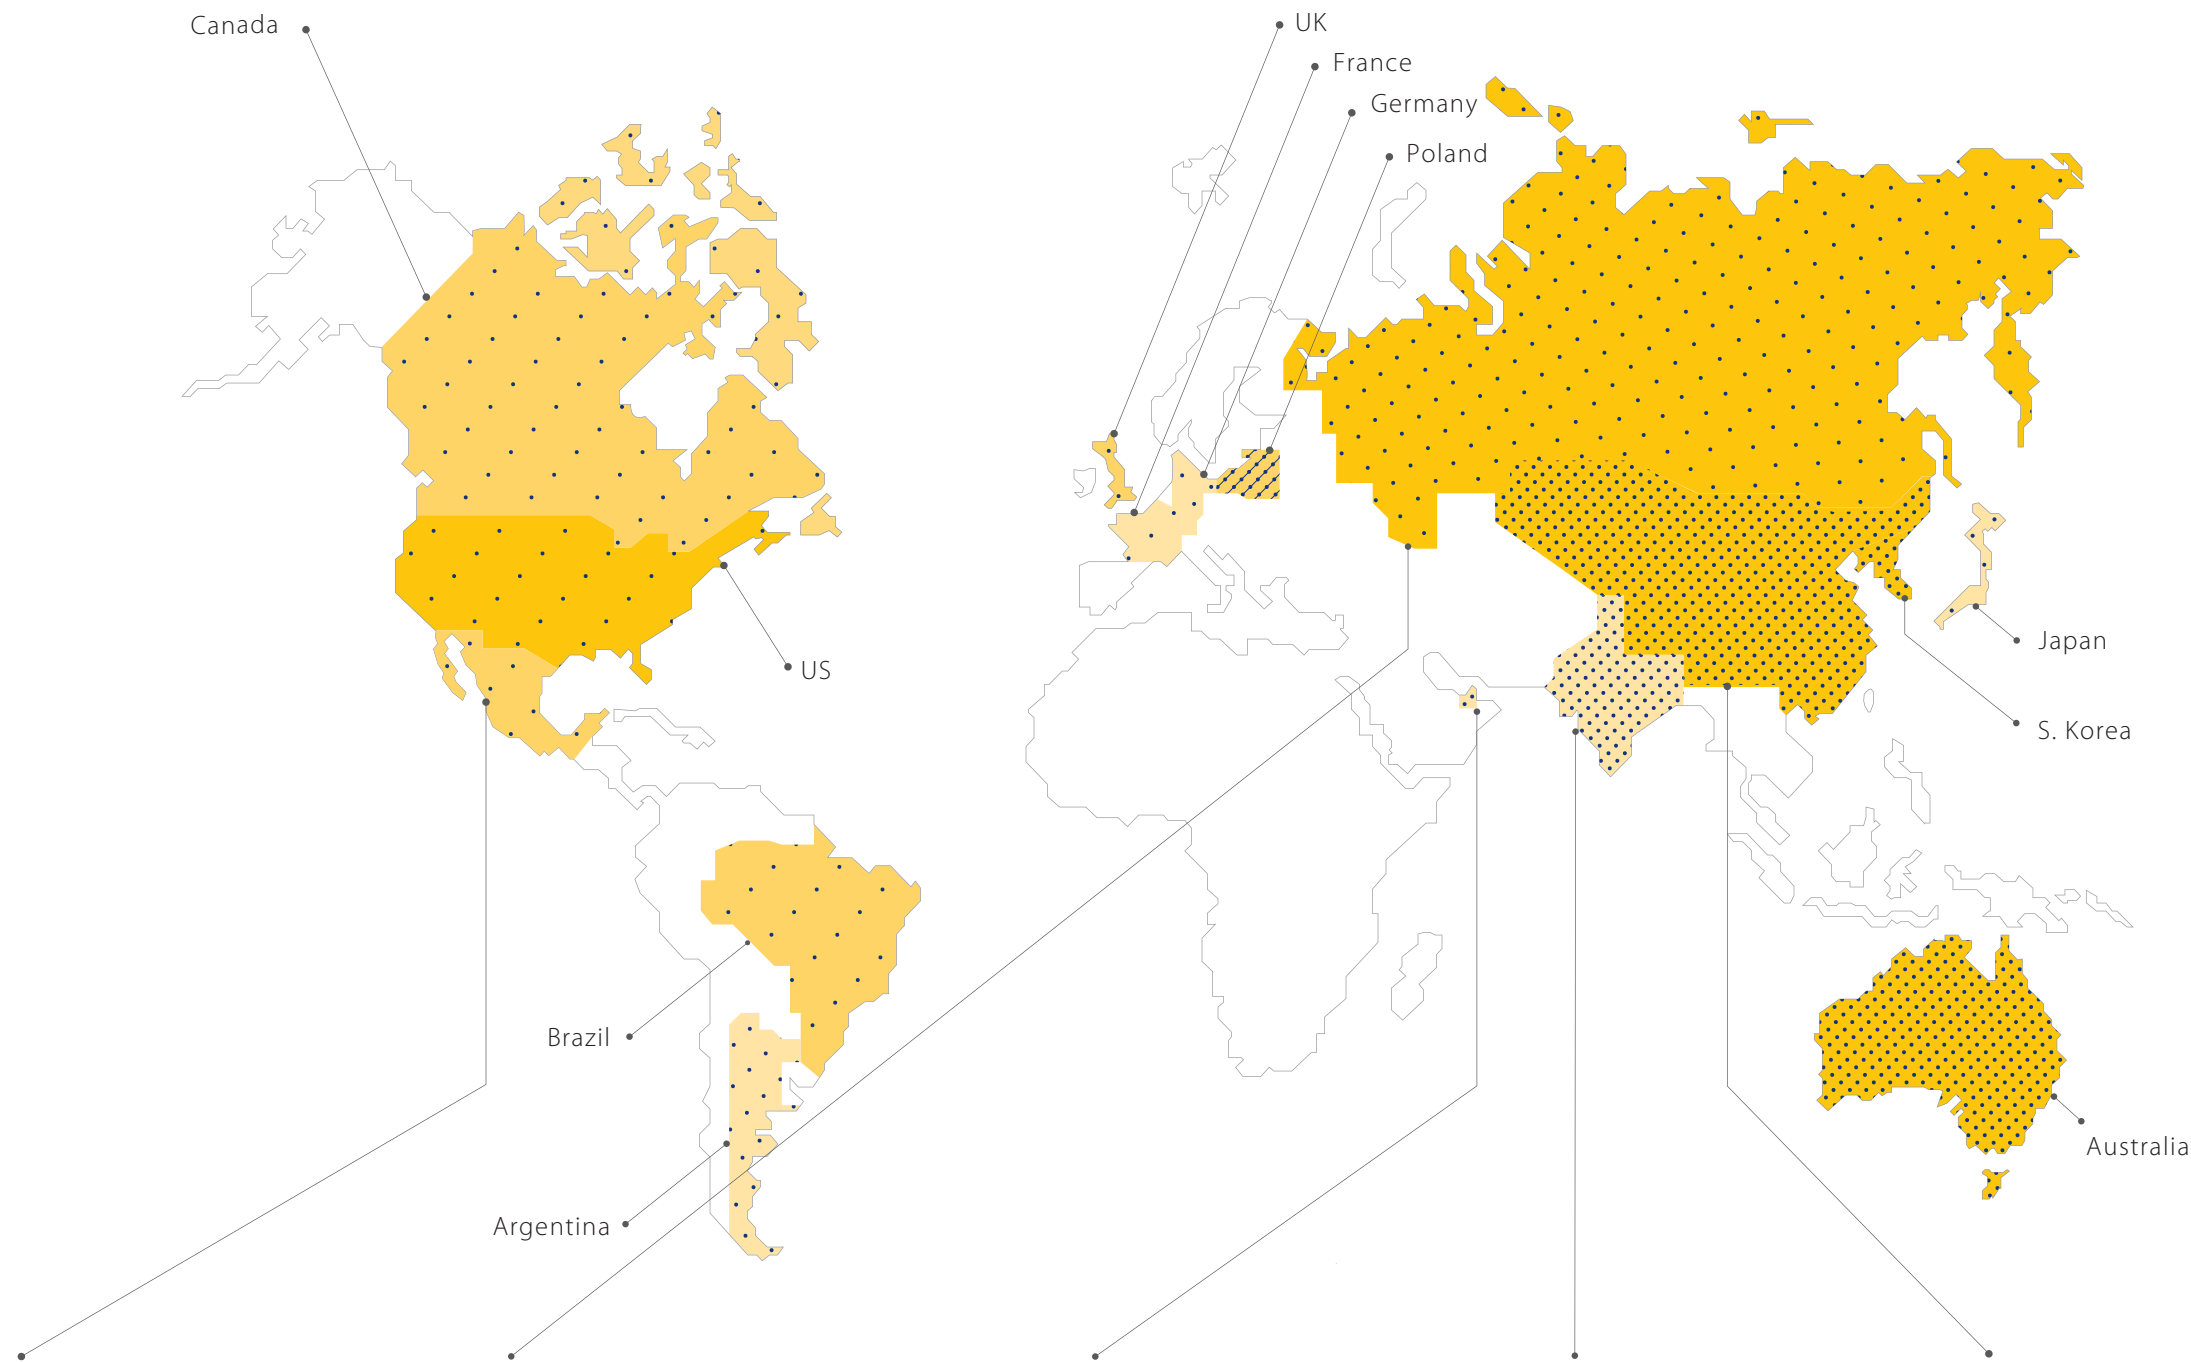 Canada
UK
France
Germany
Poland
Japan
US
S. Korea
Brazil
Australia
Argentina